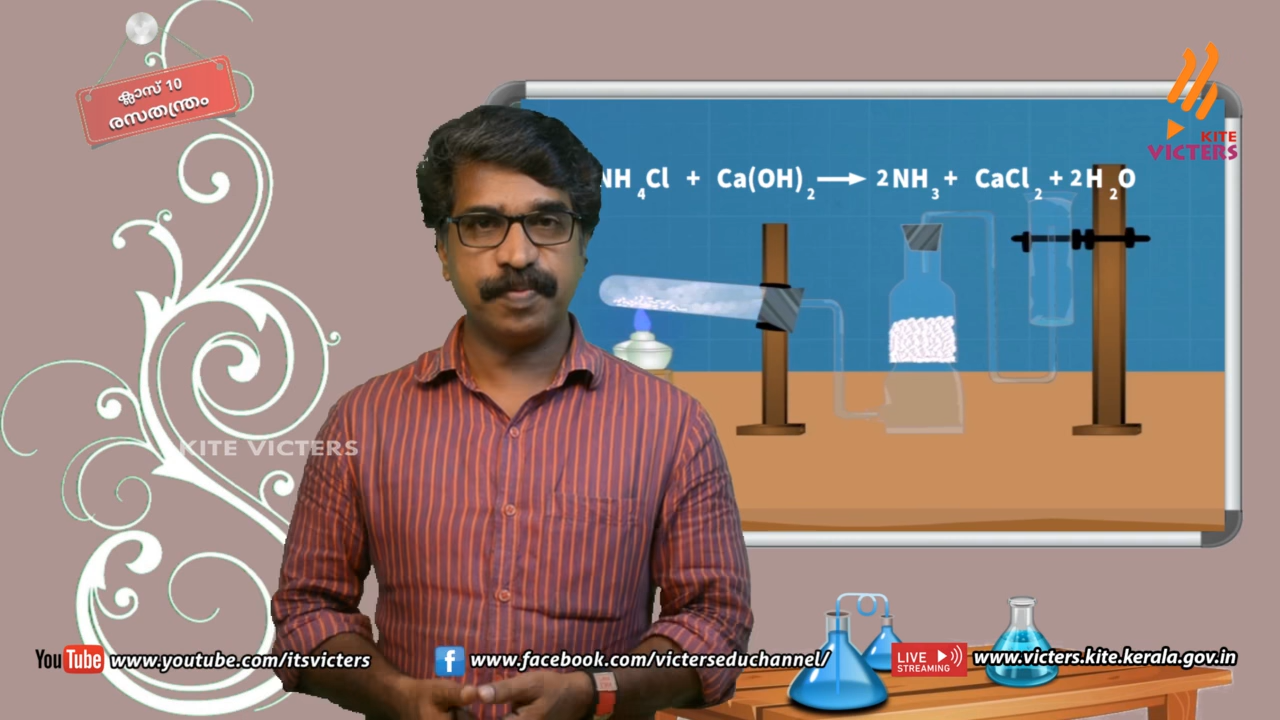 ക്ലാസ് 10
രസതന്ത്രം
KITE
VICTERS
NH4Cl + Ca(OH)2 → 2NH3 + CaCl2 + 2H2O
KITE VICTERS
YouTube www.youtube.com/itsvicters
f www.facebook.com/victerseduchannel/
LIVE
STREAMING
www.victers.kite.kerala.gov.in